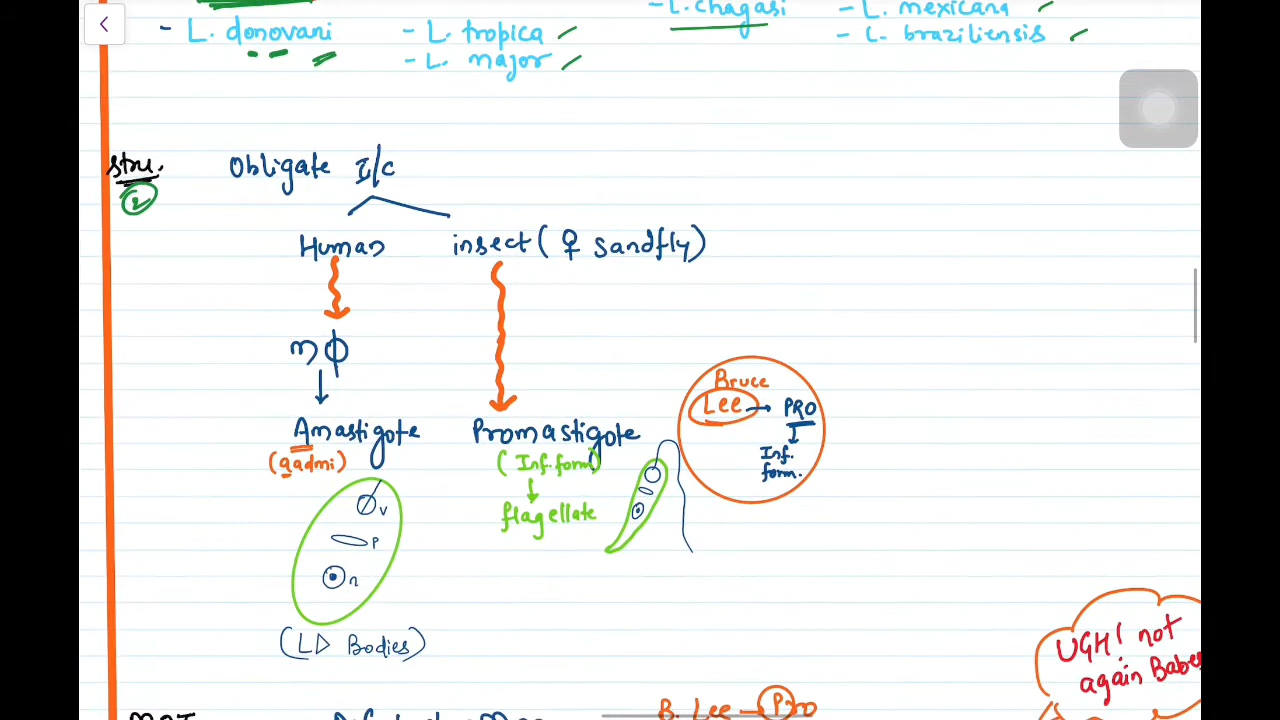 - L. chagasi - L. mexicana
- L. donovani - L. tropica - L. braziliensis
- L. major
Stru. Obligate I/C
2
Human insect (♀ sandfly)
mϕ
Bruce
Lee → PRO
Inf.
form.
Amastigote Promastigote
(aadmi) (Inf. form)
flagellate
v
P
n
(LD Bodies)
UGH! not
again
B. Lee - Pro